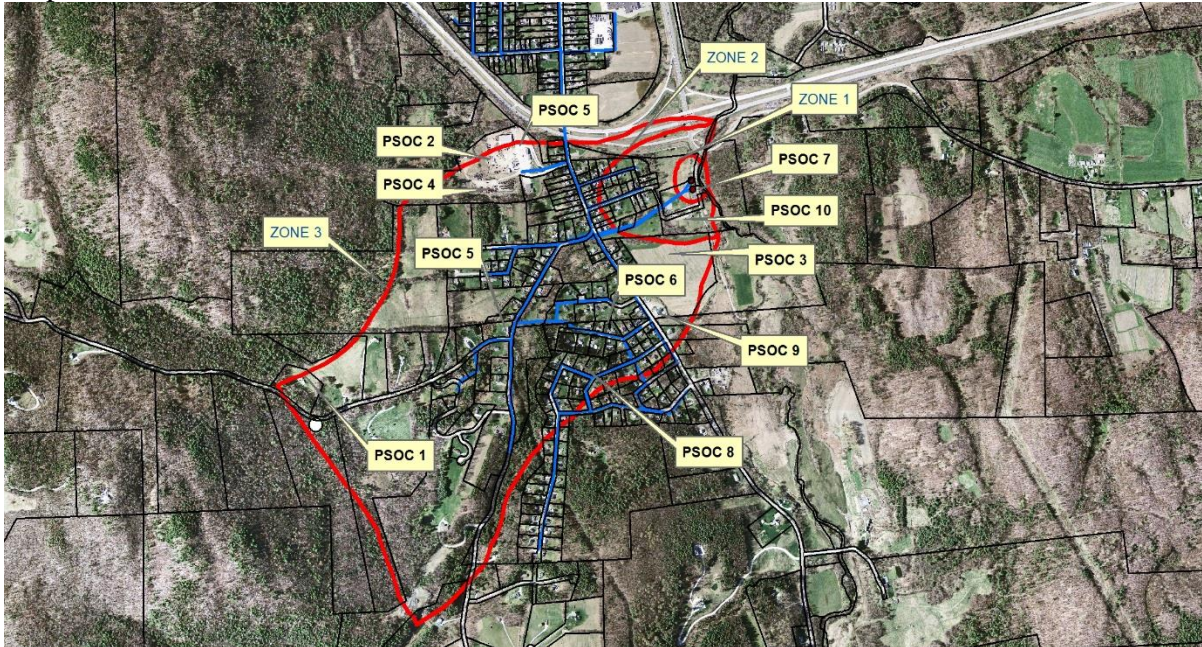 ZONE 2
ZONE 1
PSOC 5
PSOC 2
PSOC 7
PSOC 4
PSOC 10
ZONE 3
PSOC 5
PSOC 3
PSOC 6
PSOC 9
PSOC 1
PSOC 8